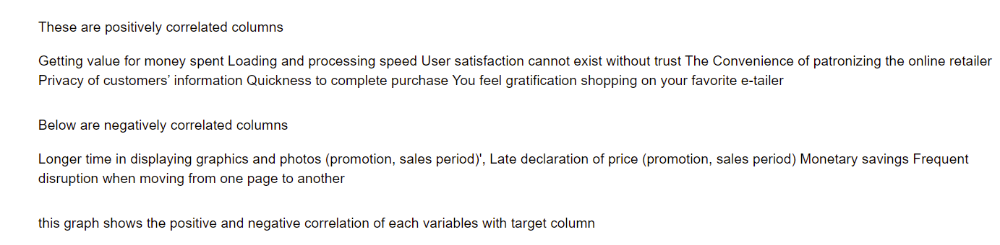 These are positively correlated columns
Getting value for money spent Loading and processing speed User satisfaction cannot exist without trust The Convenience of patronizing the online retailer
Privacy of customers’ information Quickness to complete purchase You feel gratification shopping on your favorite e-tailer
Below are negatively correlated columns
Longer time in displaying graphics and photos (promotion, sales period)', Late declaration of price (promotion, sales period) Monetary savings Frequent
disruption when moving from one page to another
this graph shows the positive and negative correlation of each variables with target column